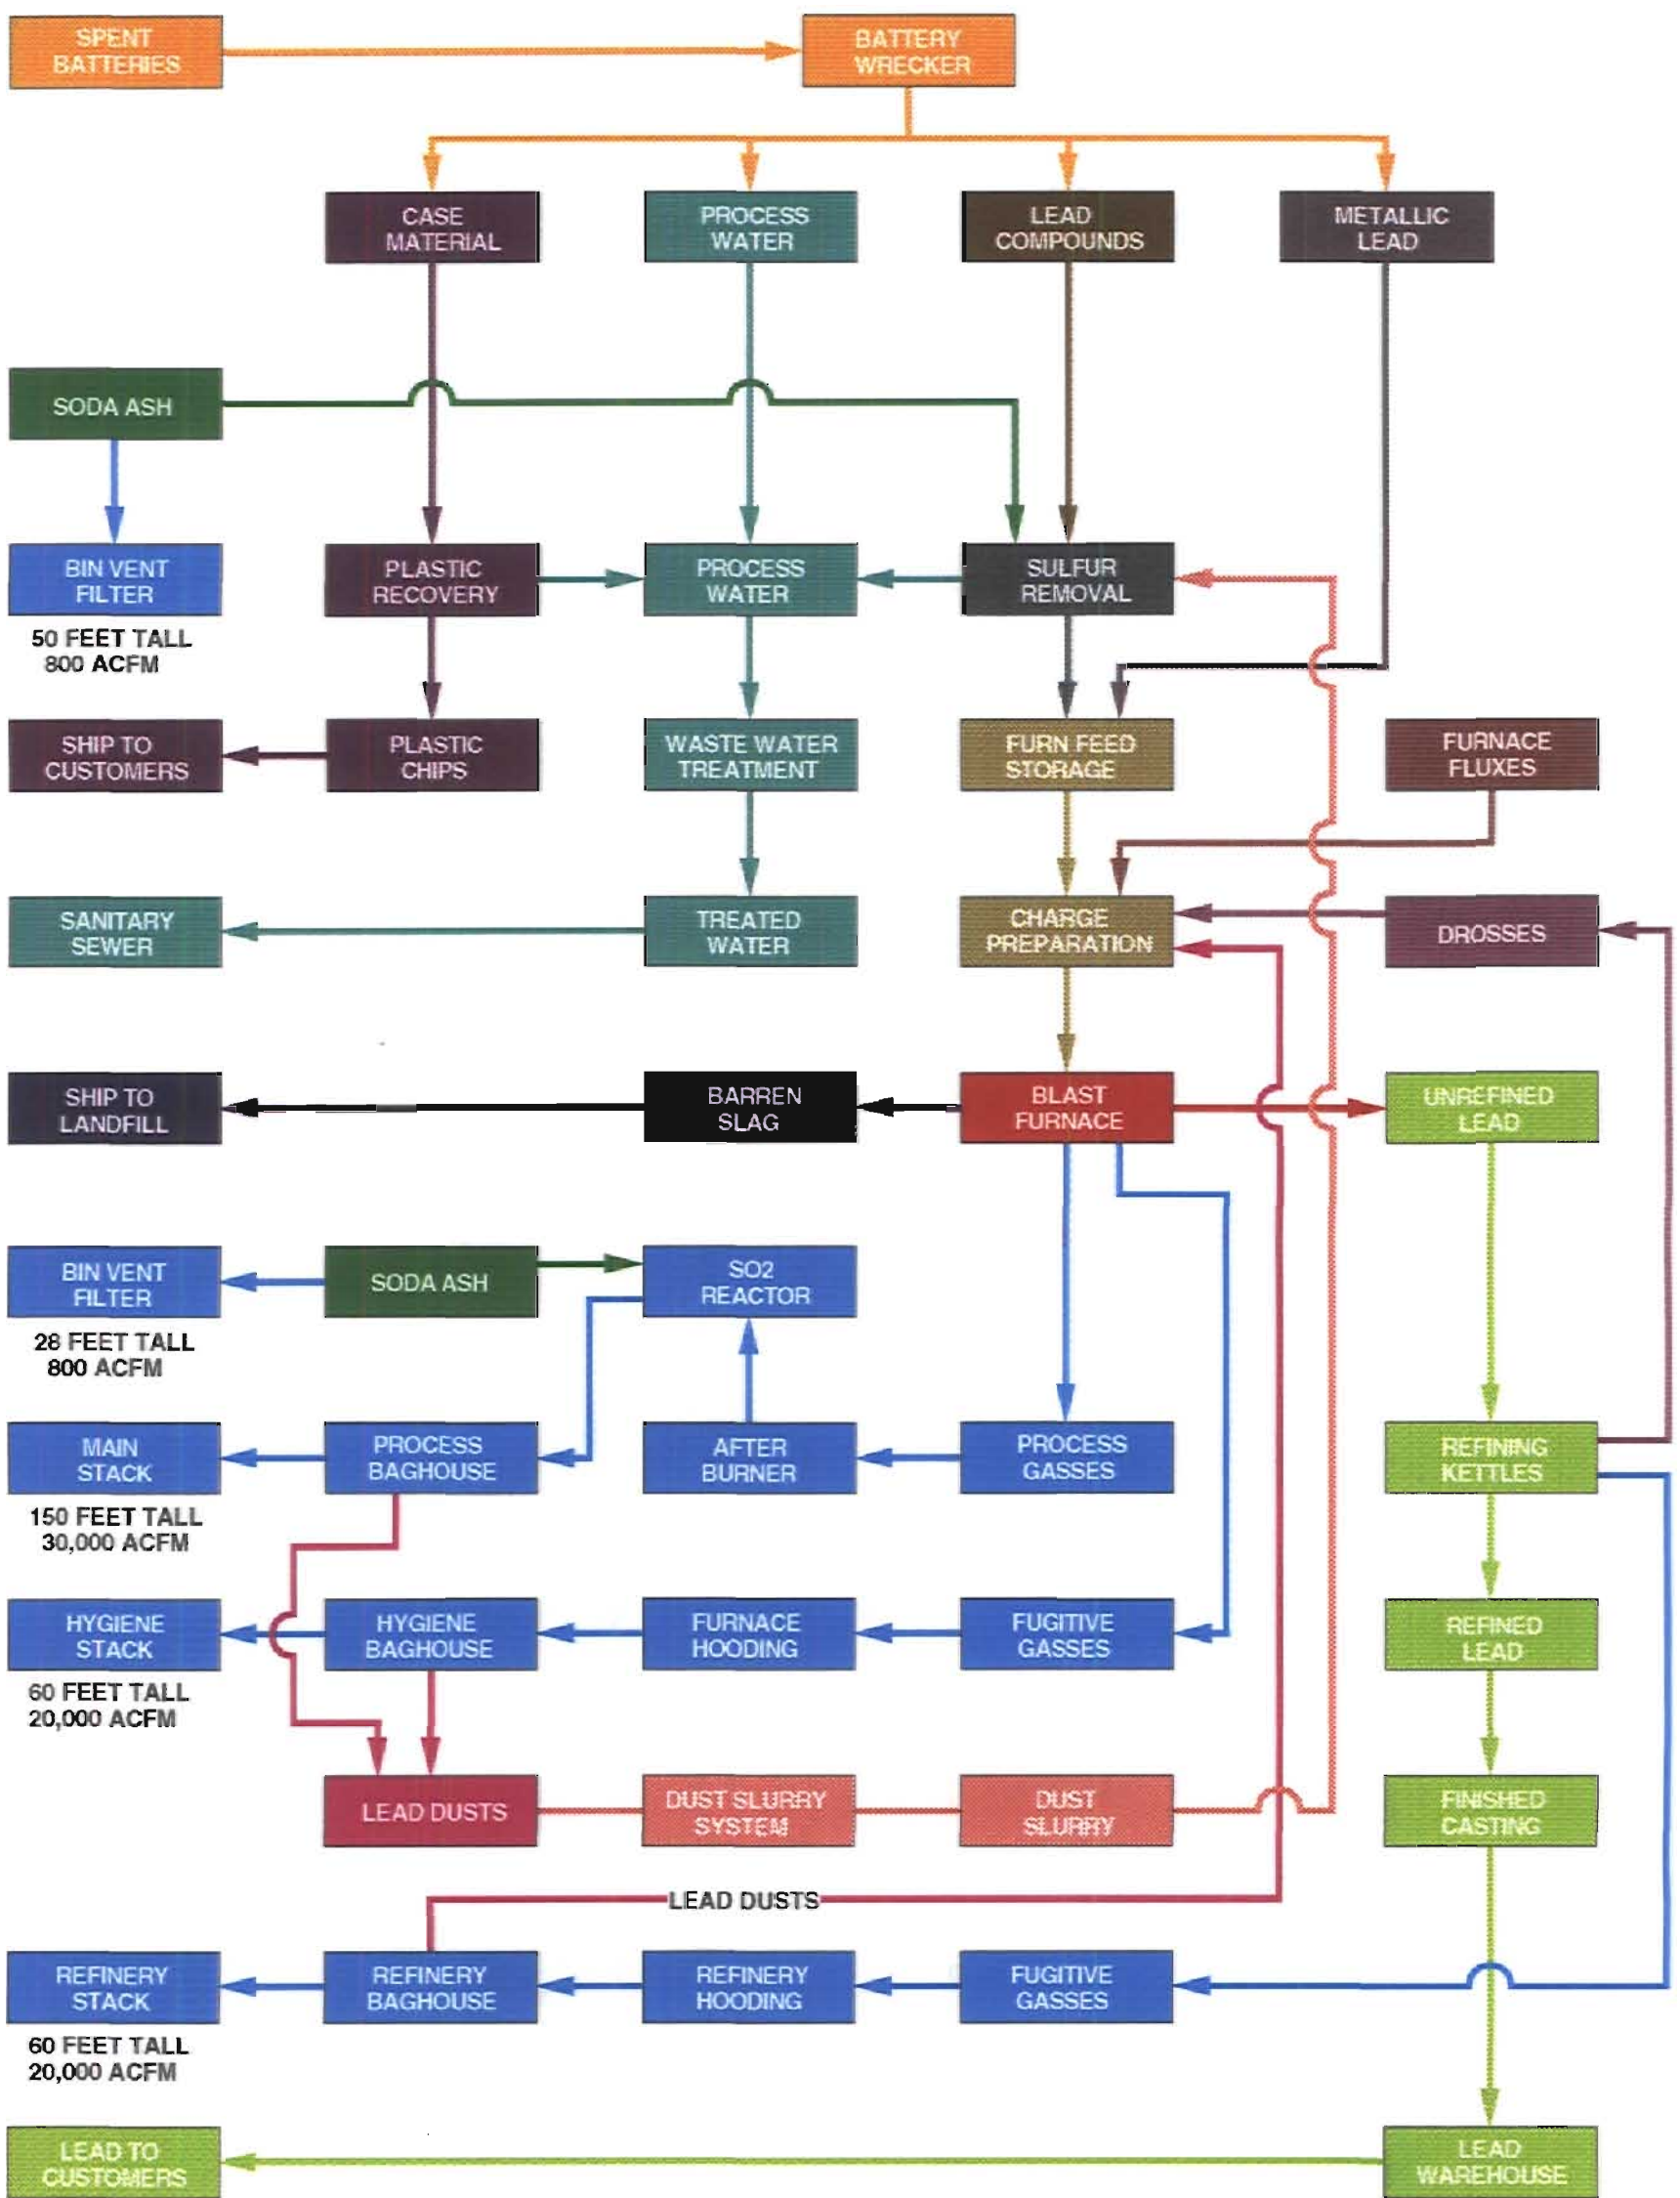 SPENT
BATTERIES
BATTERY
WRECKER
CASE
MATERIAL
PROCESS
WATER
LEAD
COMPOUNDS
METALLIC
LEAD
SODA ASH
BIN VENT
FILTER
50 FEET TALL
800 ACFM
PLASTIC
RECOVERY
PROCESS
WATER
SULFUR
REMOVAL
SHIP TO
CUSTOMERS
PLASTIC
CHIPS
WASTE WATER
TREATMENT
FURN FEED
STORAGE
FURNACE
FLUXES
SANITARY
SEWER
TREATED
WATER
CHARGE
PREPARATION
DROSSES
SHIP TO
LANDFILL
BARREN
SLAG
BLAST
FURNACE
UNREFINED
LEAD
BIN VENT
FILTER
28 FEET TALL
800 ACFM
SODA ASH
SO2
REACTOR
MAIN
STACK
150 FEET TALL
30,000 ACFM
PROCESS
BAGHOUSE
AFTER
BURNER
PROCESS
GASSES
REFINING
KETTLES
HYGIENE
STACK
60 FEET TALL
20,000 ACFM
HYGIENE
BAGHOUSE
FURNACE
HOODING
FUGITIVE
GASSES
REFINED
LEAD
LEAD DUSTS
DUST SLURRY
SYSTEM
DUST
SLURRY
FINISHED
CASTING
LEAD DUSTS
REFINERY
STACK
60 FEET TALL
20,000 ACFM
REFINERY
BAGHOUSE
REFINERY
HOODING
FUGITIVE
GASSES
LEAD TO
CUSTOMERS
LEAD
WAREHOUSE